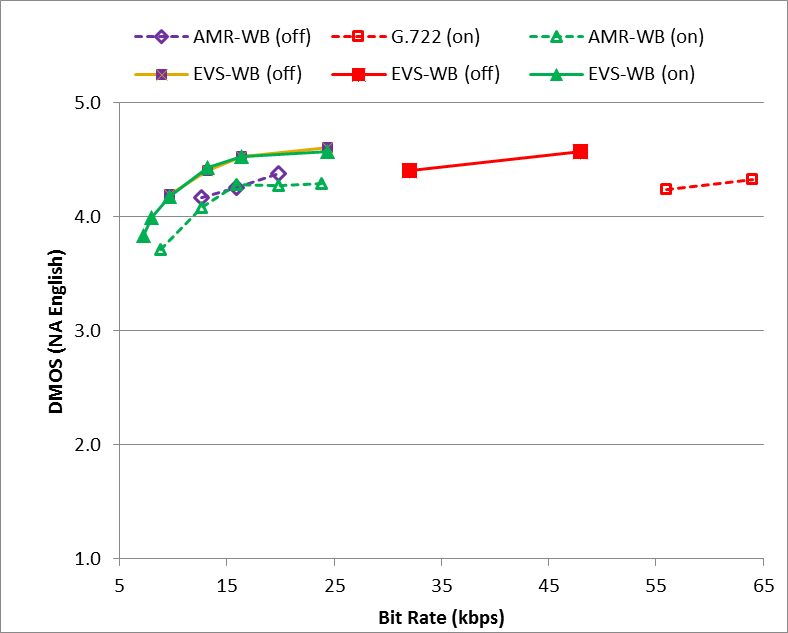 AMR-WB (off) G.722 (on) AMR-WB (on)
EVS-WB (off) EVS-WB (off) EVS-WB (on)
5.0
4.0
3.0
2.0
1.0
DMOS (NA English)
5 15 25 35 45 55 65
Bit Rate (kbps)